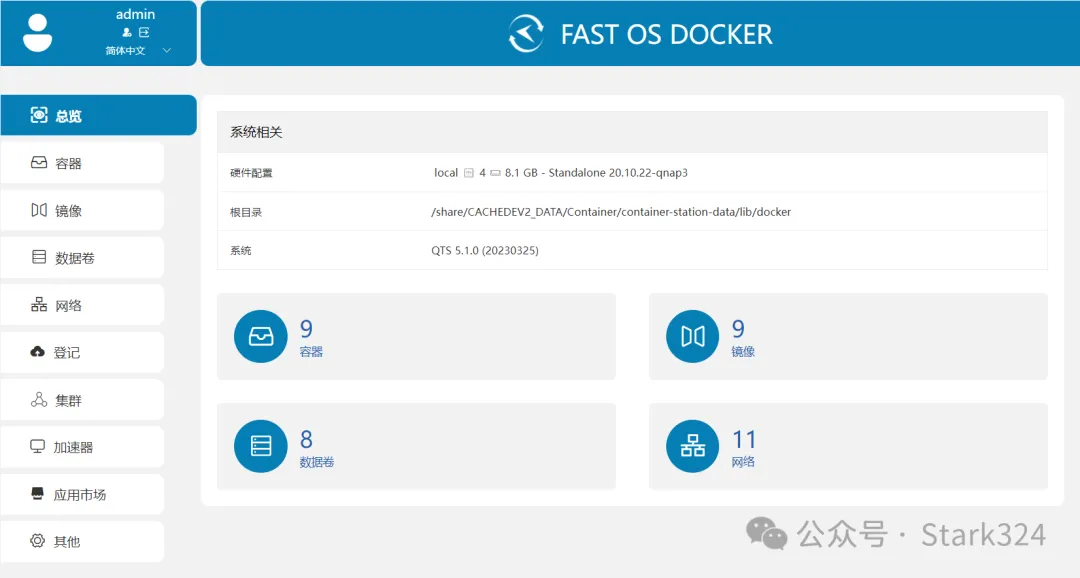 admin
简体中文
FAST OS DOCKER
总览
容器
镜像
数据卷
网络
登记
集群
加速器
应用市场
其他
系统相关
硬件配置 local 4 8.1 GB - Standalone 20.10.22-qnap3
根目录 /share/CACHEDEV2_DATA/Container/container-station-data/lib/docker
系统 QTS 5.1.0 (20230325)
9
容器
9
镜像
8
数据卷
11
网络
公众号 · Stark324